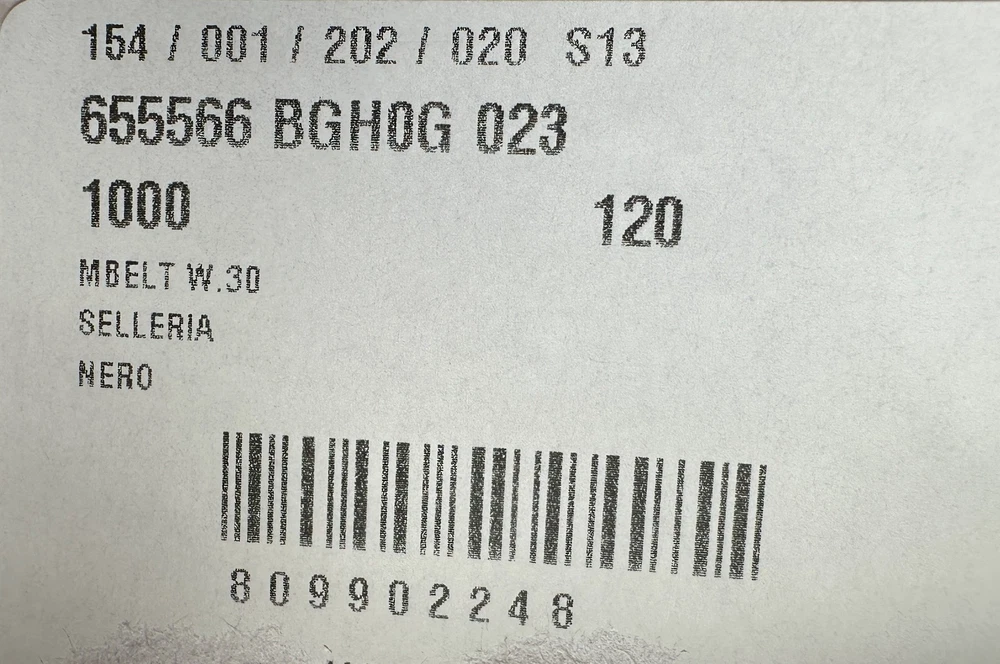 154 / 001 / 202 / 020 S13
655566 BGH0G 023
1000 120
MBELT W.30
SELLERIA
NERO
809902248